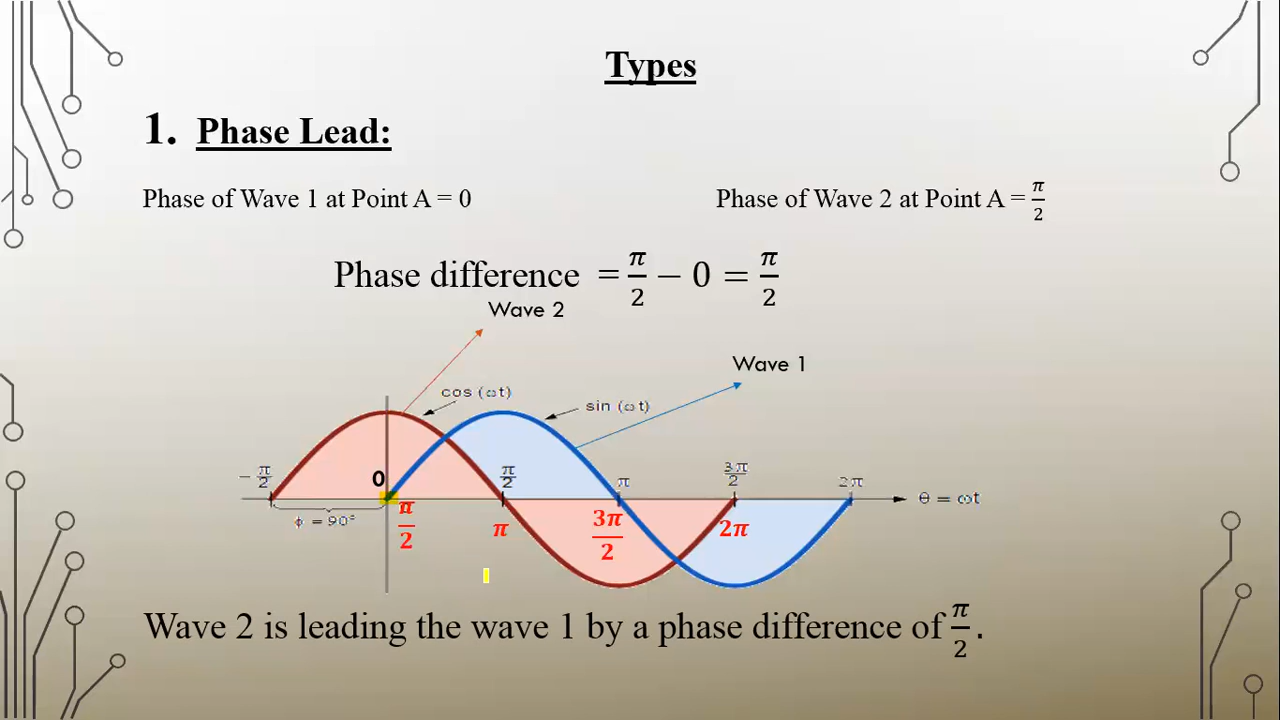 Types
1. Phase Lead:
Phase of Wave 1 at Point A = 0
Phase of Wave 2 at Point A = π/2
Phase difference = π/2 − 0 = π/2
Wave 2
Wave 1
cos (ωt)
sin (ωt)
− π/2
0
π/2
π
3π/2
2π
θ = ωt
ϕ = 90°
π/2
π
3π/2
2π
Wave 2 is leading the wave 1 by a phase difference of π/2.